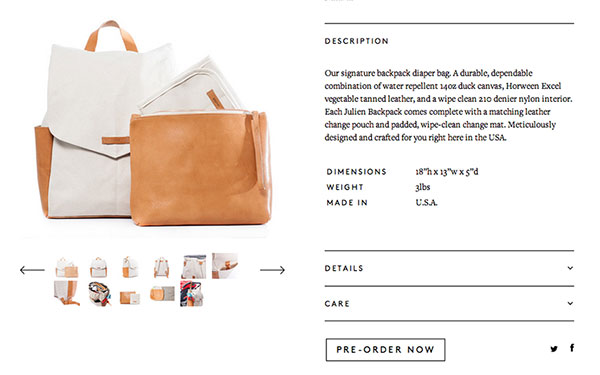 DESCRIPTION
Our signature backpack diaper bag. A durable, dependable
combination of water repellent 14oz duck canvas, Horween Excel
vegetable tanned leather, and a wipe clean 210 denier nylon interior.
Each Julien Backpack comes complete with a matching leather
change pouch and padded, wipe-clean change mat. Meticulously
designed and crafted for you right here in the USA.
DIMENSIONS 18"h x 13"w x 5"d
WEIGHT 3lbs
MADE IN U.S.A.
DETAILS
CARE
PRE-ORDER NOW